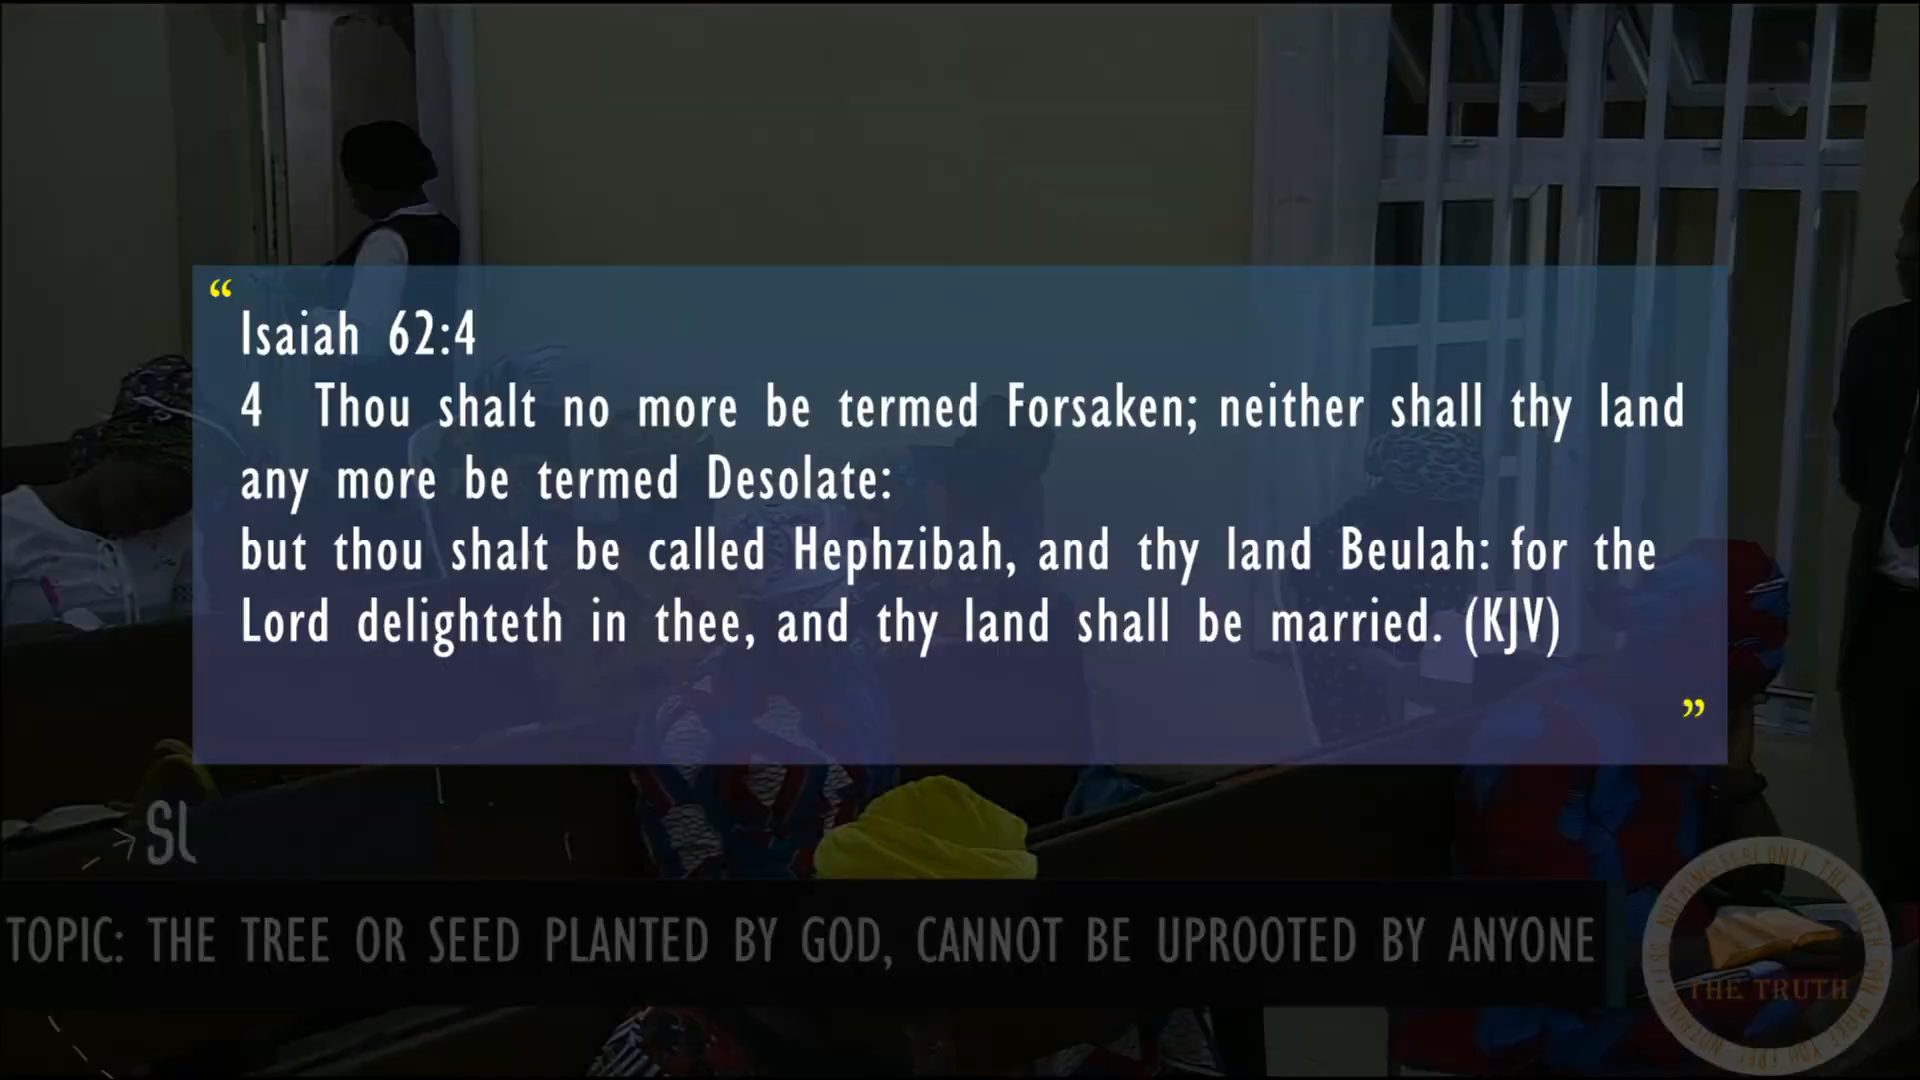 “
Isaiah 62:4
4 Thou shalt no more be termed Forsaken; neither shall thy land
any more be termed Desolate:
but thou shalt be called Hephzibah, and thy land Beulah: for the
Lord delighteth in thee, and thy land shall be married. (KJV)
”
TOPIC: THE TREE OR SEED PLANTED BY GOD, CANNOT BE UPROOTED BY ANYONE
THE TRUTH